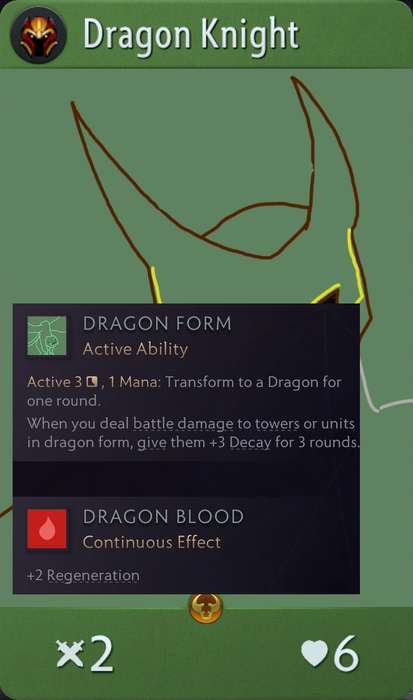 Dragon Knight
DRAGON FORM
Active Ability
Active 3 , 1 Mana: Transform to a Dragon for
one round.
When you deal battle damage to towers or units
in dragon form, give them +3 Decay for 3 rounds.
DRAGON BLOOD
Continuous Effect
+2 Regeneration
2 6